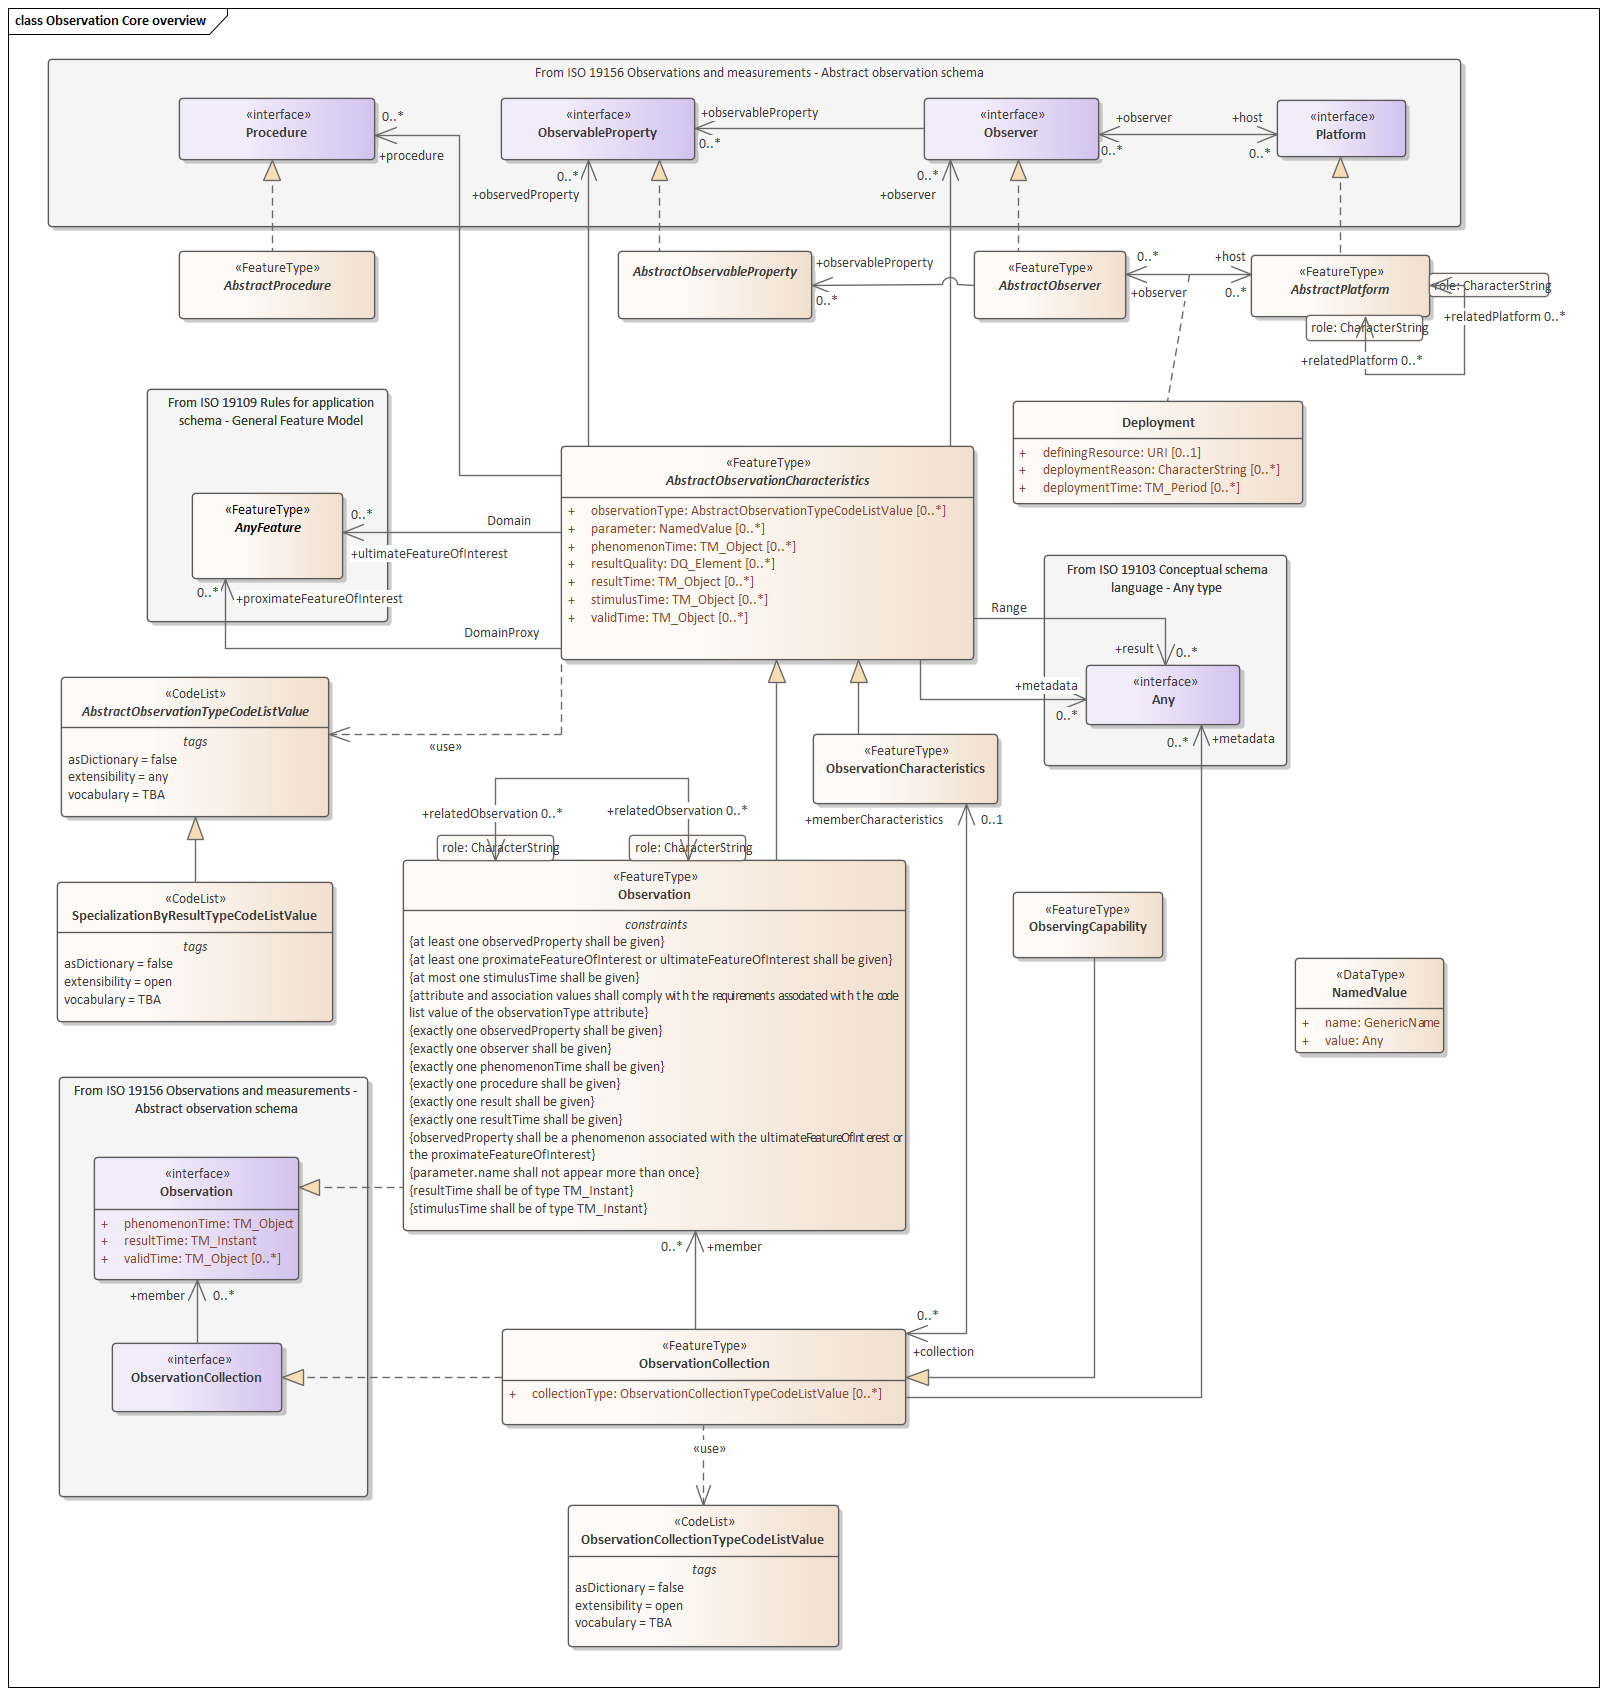 class Observation Core overview
From ISO 19156 Observations and measurements - Abstract observation schema
«interface»
Procedure
0..*
+procedure
«interface»
ObservableProperty
+observableProperty
0..*
0..*
+observedProperty
«interface»
Observer
0..*
+observer
+observer
0..*
+host
0..*
«interface»
Platform
«FeatureType»
AbstractProcedure
AbstractObservableProperty
+observableProperty
0..*
«FeatureType»
AbstractObserver
0..*
+observer
+host
0..*
«FeatureType»
AbstractPlatform
role: CharacterString
+relatedPlatform 0..*
role: CharacterString
+relatedPlatform 0..*
Deployment
+ definingResource: URI [0..1]
+ deploymentReason: CharacterString [0..*]
+ deploymentTime: TM_Period [0..*]
From ISO 19109 Rules for application
schema - General Feature Model
«FeatureType»
AnyFeature
0..*
+ultimateFeatureOfInterest
Domain
0..*
+proximateFeatureOfInterest
DomainProxy
«FeatureType»
AbstractObservationCharacteristics
+ observationType: AbstractObservationTypeCodeListValue [0..*]
+ parameter: NamedValue [0..*]
+ phenomenonTime: TM_Object [0..*]
+ resultQuality: DQ_Element [0..*]
+ resultTime: TM_Object [0..*]
+ stimulusTime: TM_Object [0..*]
+ validTime: TM_Object [0..*]
From ISO 19103 Conceptual schema
language - Any type
Range
+result
0..*
«interface»
Any
+metadata
0..*
0..*
+metadata
«CodeList»
AbstractObservationTypeCodeListValue
tags
asDictionary = false
extensibility = any
vocabulary = TBA
«use»
«FeatureType»
ObservationCharacteristics
+memberCharacteristics
0..1
+relatedObservation 0..*
+relatedObservation 0..*
role: CharacterString
role: CharacterString
«CodeList»
SpecializationByResultTypeCodeListValue
tags
asDictionary = false
extensibility = open
vocabulary = TBA
«FeatureType»
Observation
constraints
{at least one observedProperty shall be given}
{at least one proximateFeatureOfInterest or ultimateFeatureOfInterest shall be given}
{at most one stimulusTime shall be given}
{attribute and association values shall comply with the requirements associated with the code
list value of the observationType attribute}
{exactly one observedProperty shall be given}
{exactly one observer shall be given}
{exactly one phenomenonTime shall be given}
{exactly one procedure shall be given}
{exactly one result shall be given}
{exactly one resultTime shall be given}
{observedProperty shall be a phenomenon associated with the ultimateFeatureOfInterest or
the proximateFeatureOfInterest}
{parameter.name shall not appear more than once}
{resultTime shall be of type TM_Instant}
{stimulusTime shall be of type TM_Instant}
«FeatureType»
ObservingCapability
«DataType»
NamedValue
+ name: GenericName
+ value: Any
From ISO 19156 Observations and measurements -
Abstract observation schema
«interface»
Observation
+ phenomenonTime: TM_Object
+ resultTime: TM_Instant
+ validTime: TM_Object [0..*]
+member
0..*
«interface»
ObservationCollection
0..*
+member
0..*
+collection
«FeatureType»
ObservationCollection
+ collectionType: ObservationCollectionTypeCodeListValue [0..*]
«use»
«CodeList»
ObservationCollectionTypeCodeListValue
tags
asDictionary = false
extensibility = open
vocabulary = TBA